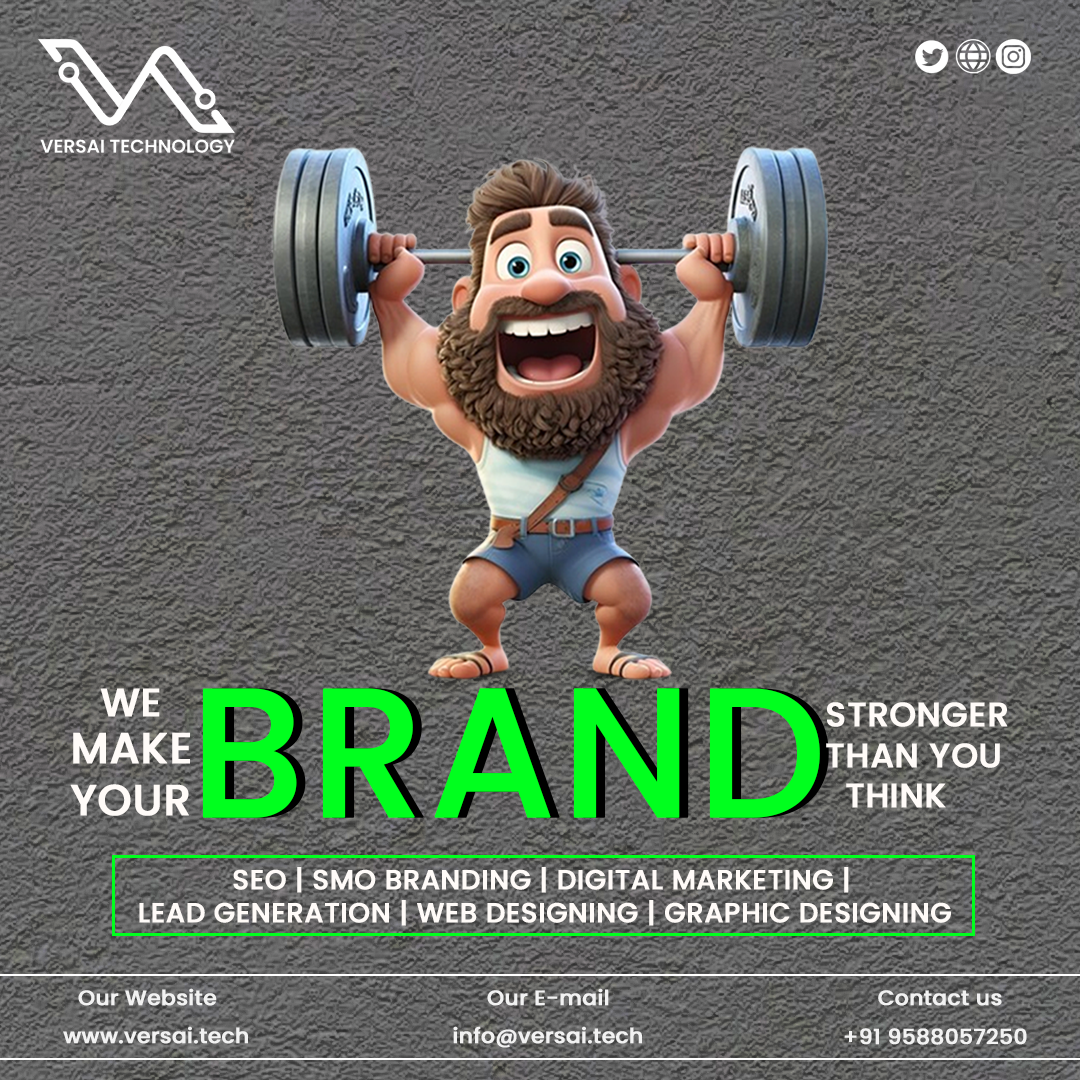 VERSAI TECHNOLOGY
WE
MAKE
YOUR
BRAND
STRONGER
THAN YOU
THINK
SEO | SMO BRANDING | DIGITAL MARKETING |
LEAD GENERATION | WEB DESIGNING | GRAPHIC DESIGNING
Our Website
www.versai.tech
Our E-mail
info@versai.tech
Contact us
+91 9588057250